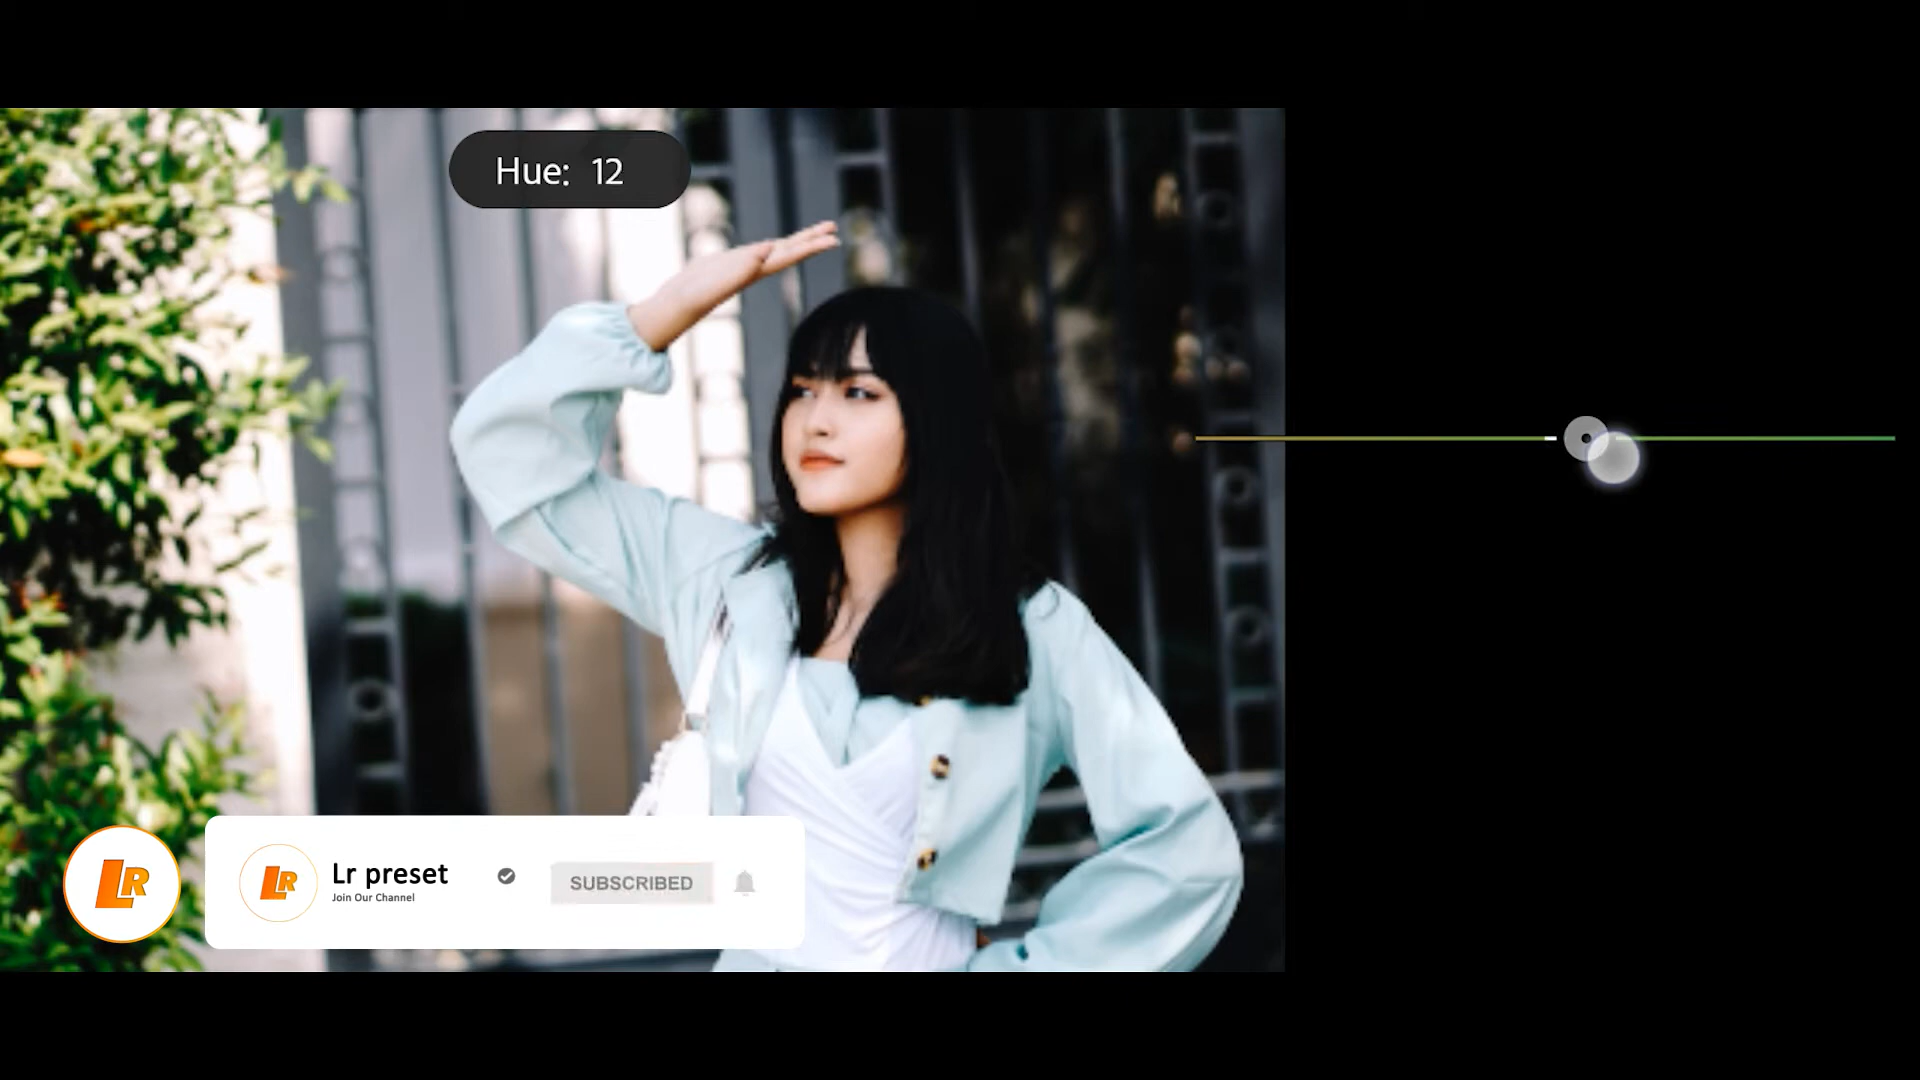 Hue: 12
LR
LR
Lr preset
Join Our Channel
SUBSCRIBED